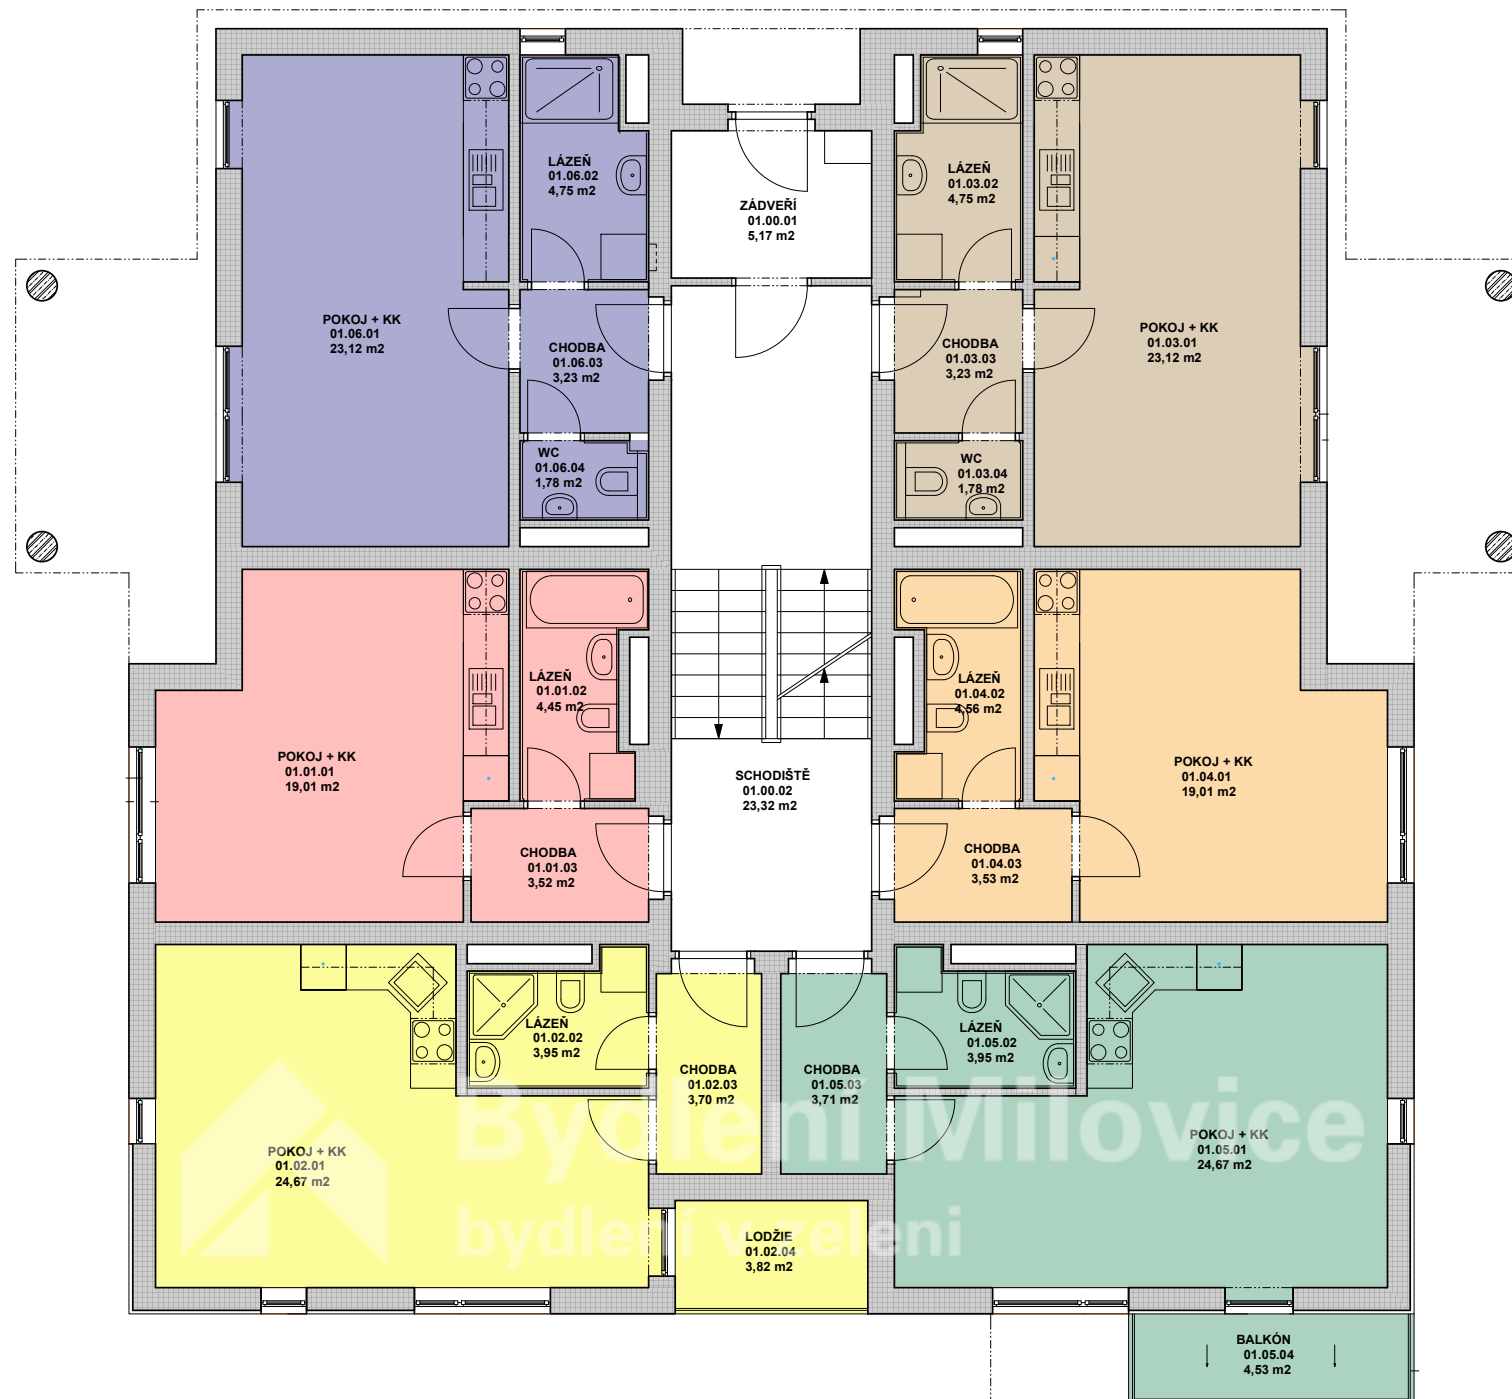 LÁZEŇ
01.06.02
4,75 m2
ZÁDVEŘÍ
01.00.01
5,17 m2
LÁZEŇ
01.03.02
4,75 m2
POKOJ + KK
01.06.01
23,12 m2
CHODBA
01.06.03
3,23 m2
CHODBA
01.03.03
3,23 m2
POKOJ + KK
01.03.01
23,12 m2
WC
01.06.04
1,78 m2
WC
01.03.04
1,78 m2
LÁZEŇ
01.01.02
4,45 m2
LÁZEŇ
01.04.02
4,56 m2
POKOJ + KK
01.01.01
19,01 m2
SCHODIŠTĚ
01.00.02
23,32 m2
POKOJ + KK
01.04.01
19,01 m2
CHODBA
01.01.03
3,52 m2
CHODBA
01.04.03
3,53 m2
LÁZEŇ
01.02.02
3,95 m2
LÁZEŇ
01.05.02
3,95 m2
CHODBA
01.02.03
3,70 m2
CHODBA
01.05.03
3,71 m2
POKOJ + KK
01.02.01
24,67 m2
POKOJ + KK
01.05.01
24,67 m2
Bydlení Milovice
bydlení v zeleni
LODŽIE
01.02.04
3,82 m2
BALKÓN
01.05.04
4,53 m2